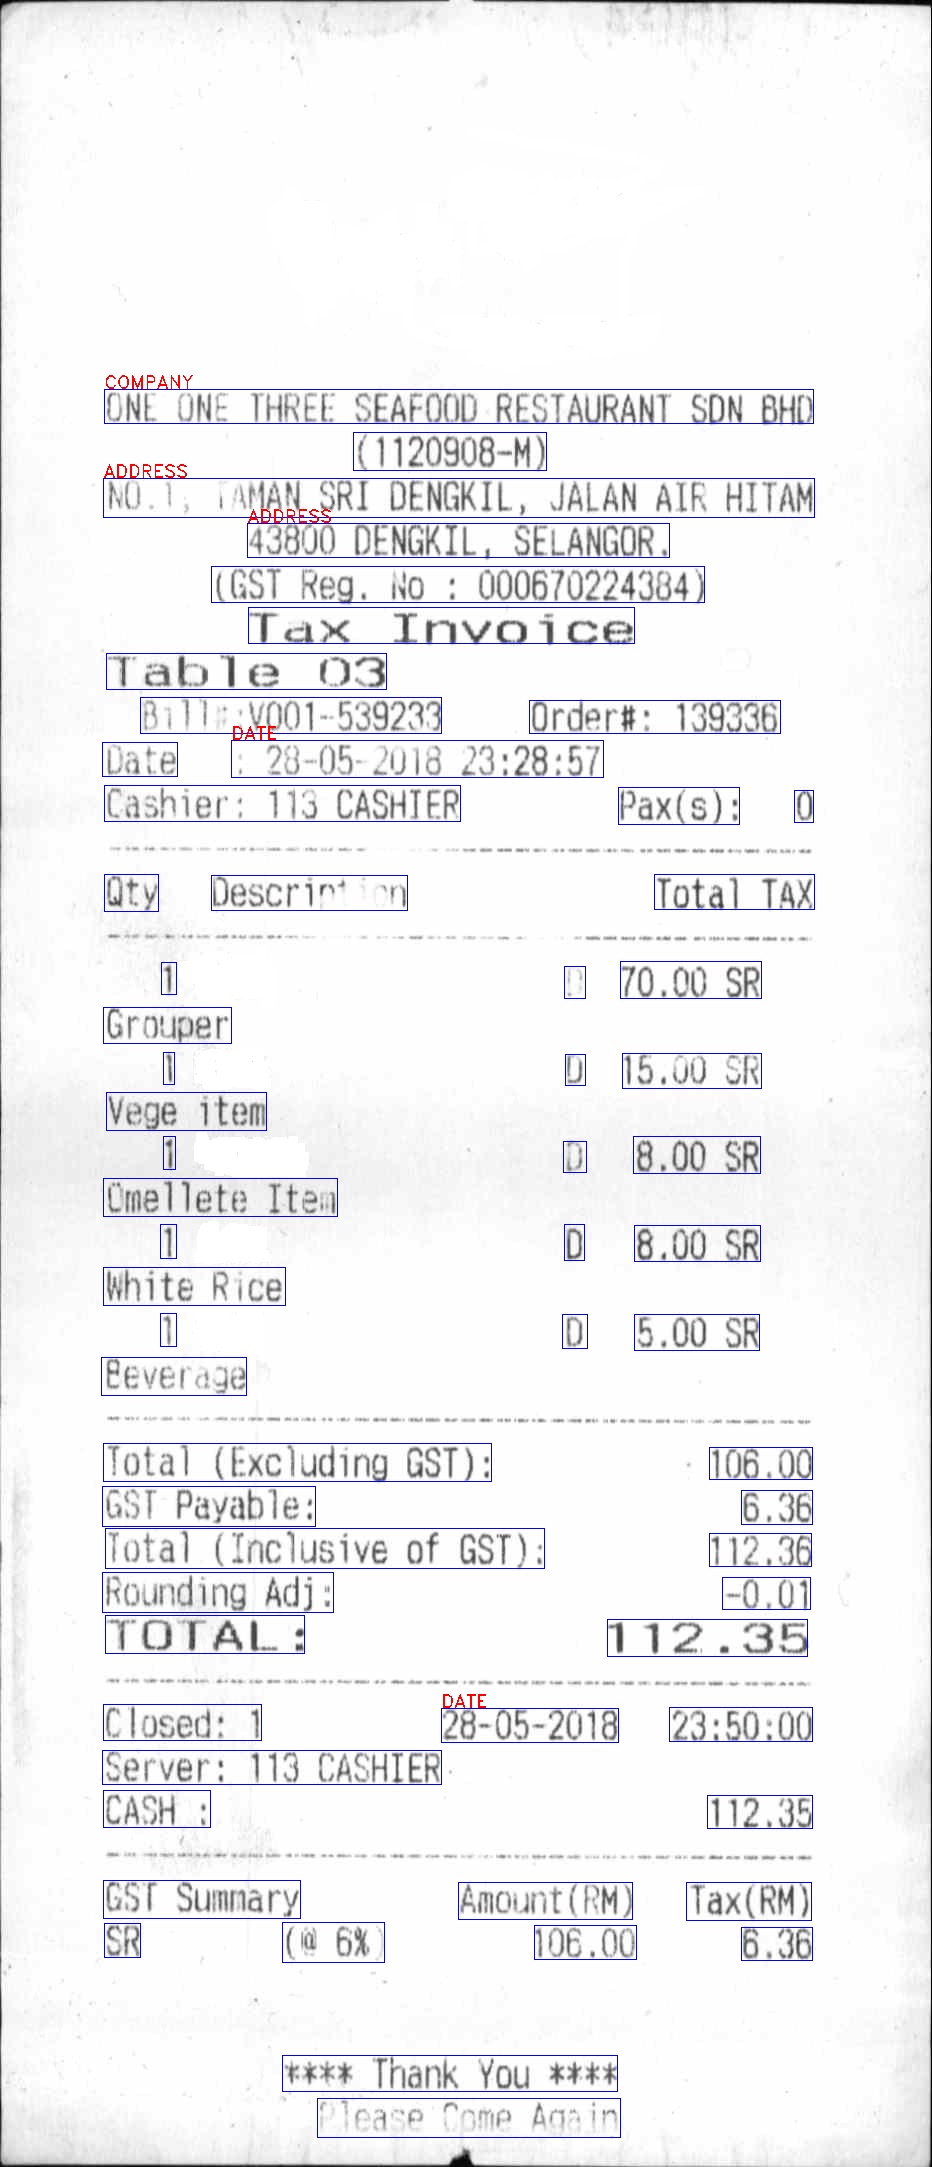 COMPANY
ONE ONE THREE SEAFOOD RESTAURANT SDN BHD
(1120908-M)
ADDRESS
NO.1, TAMAN SRI DENGKIL, JALAN AIR HITAM
ADDRESS
43800 DENGKIL, SELANGOR.
(GST Reg. No : 000670224384)
Tax Invoice
Table 03
Bill#:V001-539233 Order#: 139336
DATE
Date : 28-05-2018 23:28:57
Cashier: 113 CASHIER Pax(s): 0
Qty Description Total TAX
1 D 70.00 SR
Grouper
1 D 15.00 SR
Vege item
1 D 8.00 SR
Omellete Item
1 D 8.00 SR
White Rice
1 D 5.00 SR
Beverage
Total (Excluding GST): 106.00
GST Payable: 6.36
Total (Inclusive of GST): 112.36
Rounding Adj: -0.01
TOTAL: 112.35
DATE
Closed: 1 28-05-2018 23:50:00
Server: 113 CASHIER
CASH : 112.35
GST Summary Amount(RM) Tax(RM)
SR (@ 6%) 106.00 6.36
**** Thank You ****
Please Come Again